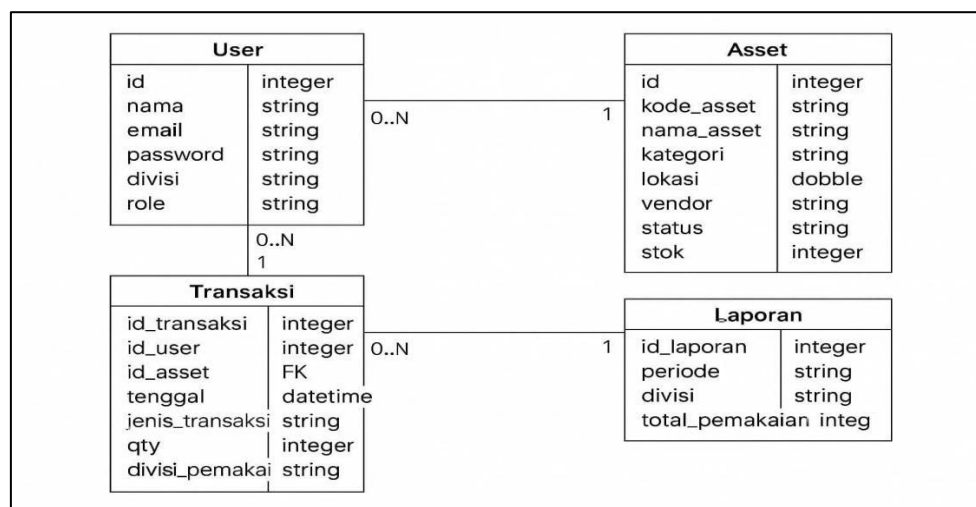 User
id integer
nama string
email string
password string
divisi string
role string
0..N
1
Asset
id integer
kode_asset string
nama_asset string
kategori string
lokasi dobble
vendor string
status string
stok integer
0..N
1
Transaksi
id_transaksi integer
id_user integer
id_asset FK
tenggal datetime
jenis_transaksi string
qty integer
divisi_pemakai string
0..N
1
Laporan
id_laporan integer
periode string
divisi string
total_pemakaian integ